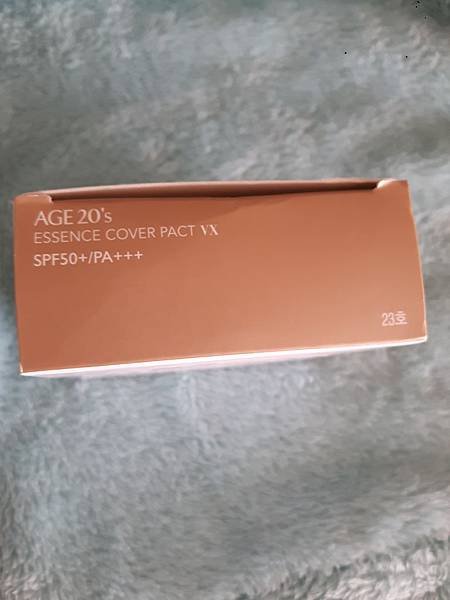 AGE 20's
ESSENCE COVER PACT VX
SPF50+/PA+++
23호